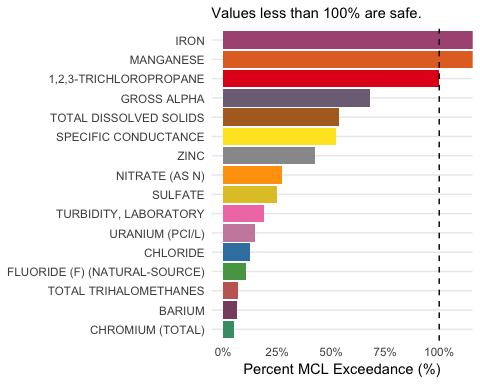 Values less than 100% are safe.
IRON
MANGANESE
1,2,3-TRICHLOROPROPANE
GROSS ALPHA
TOTAL DISSOLVED SOLIDS
SPECIFIC CONDUCTANCE
ZINC
NITRATE (AS N)
SULFATE
TURBIDITY, LABORATORY
URANIUM (PCI/L)
CHLORIDE
FLUORIDE (F) (NATURAL-SOURCE)
TOTAL TRIHALOMETHANES
BARIUM
CHROMIUM (TOTAL)
0% 25% 50% 75% 100%
Percent MCL Exceedance (%)